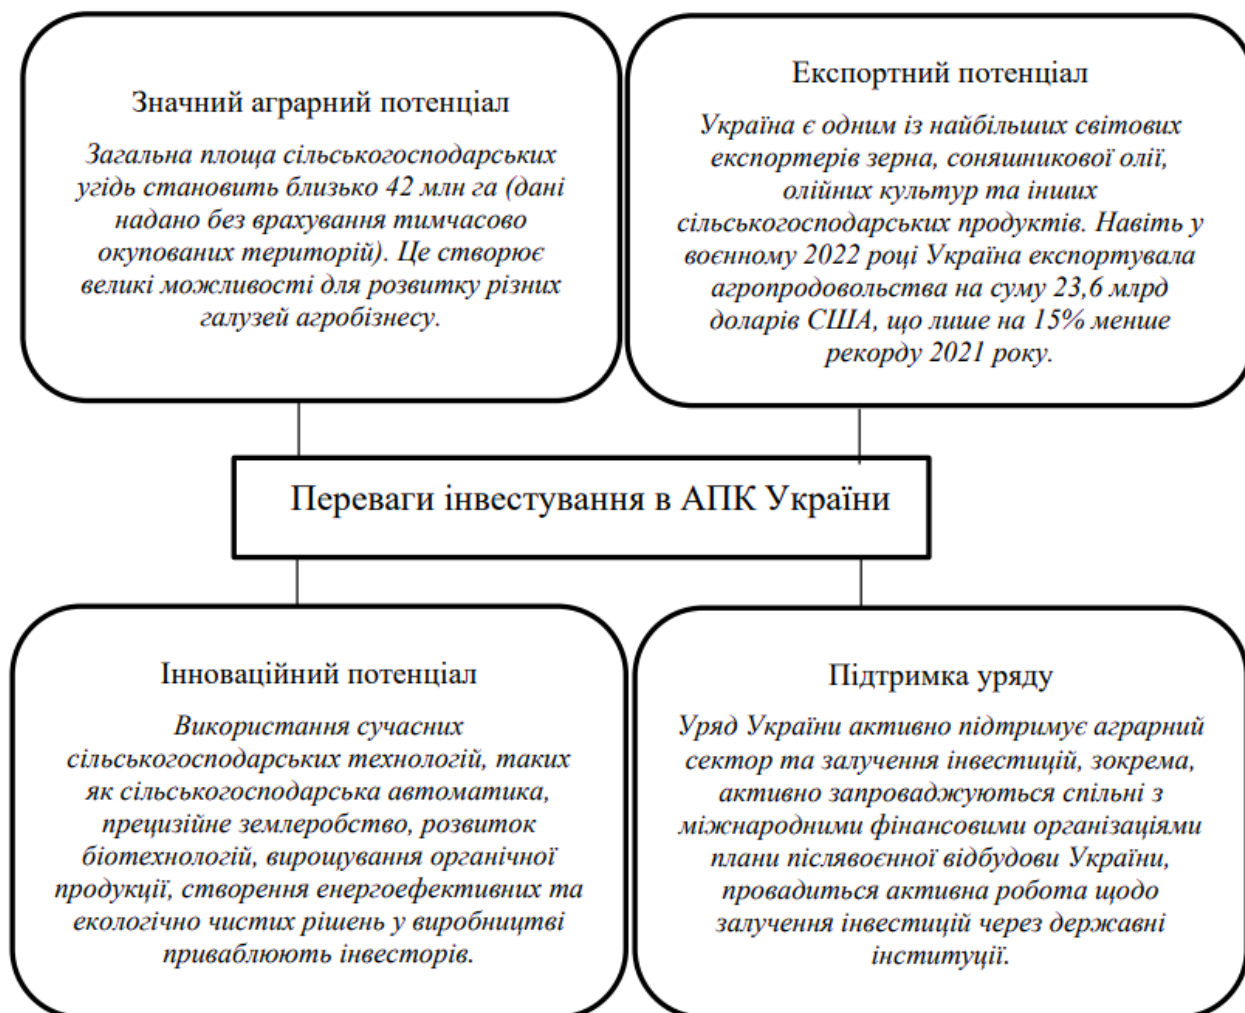 Значний аграрний потенціал
Загальна площа сільськогосподарських
угідь становить близько 42 млн га (дані
надано без врахування тимчасово
окупованих територій). Це створює
великі можливості для розвитку різних
галузей агробізнесу.
Експортний потенціал
Україна є одним із найбільших світових
експортерів зерна, соняшникової олії,
олійних культур та інших
сільськогосподарських продуктів. Навіть у
воєнному 2022 році Україна експортувала
агропродовольства на суму 23,6 млрд
доларів США, що лише на 15% менше
рекорду 2021 року.
Переваги інвестування в АПК України
Інноваційний потенціал
Використання сучасних
сільськогосподарських технологій, таких
як сільськогосподарська автоматика,
прецизійне землеробство, розвиток
біотехнологій, вирощування органічної
продукції, створення енергоефективних та
екологічно чистих рішень у виробництві
приваблюють інвесторів.
Підтримка уряду
Уряд України активно підтримує аграрний
сектор та залучення інвестицій, зокрема,
активно запроваджуються спільні з
міжнародними фінансовими організаціями
плани післявоєнної відбудови України,
провадиться активна робота щодо
залучення інвестицій через державні
інституції.